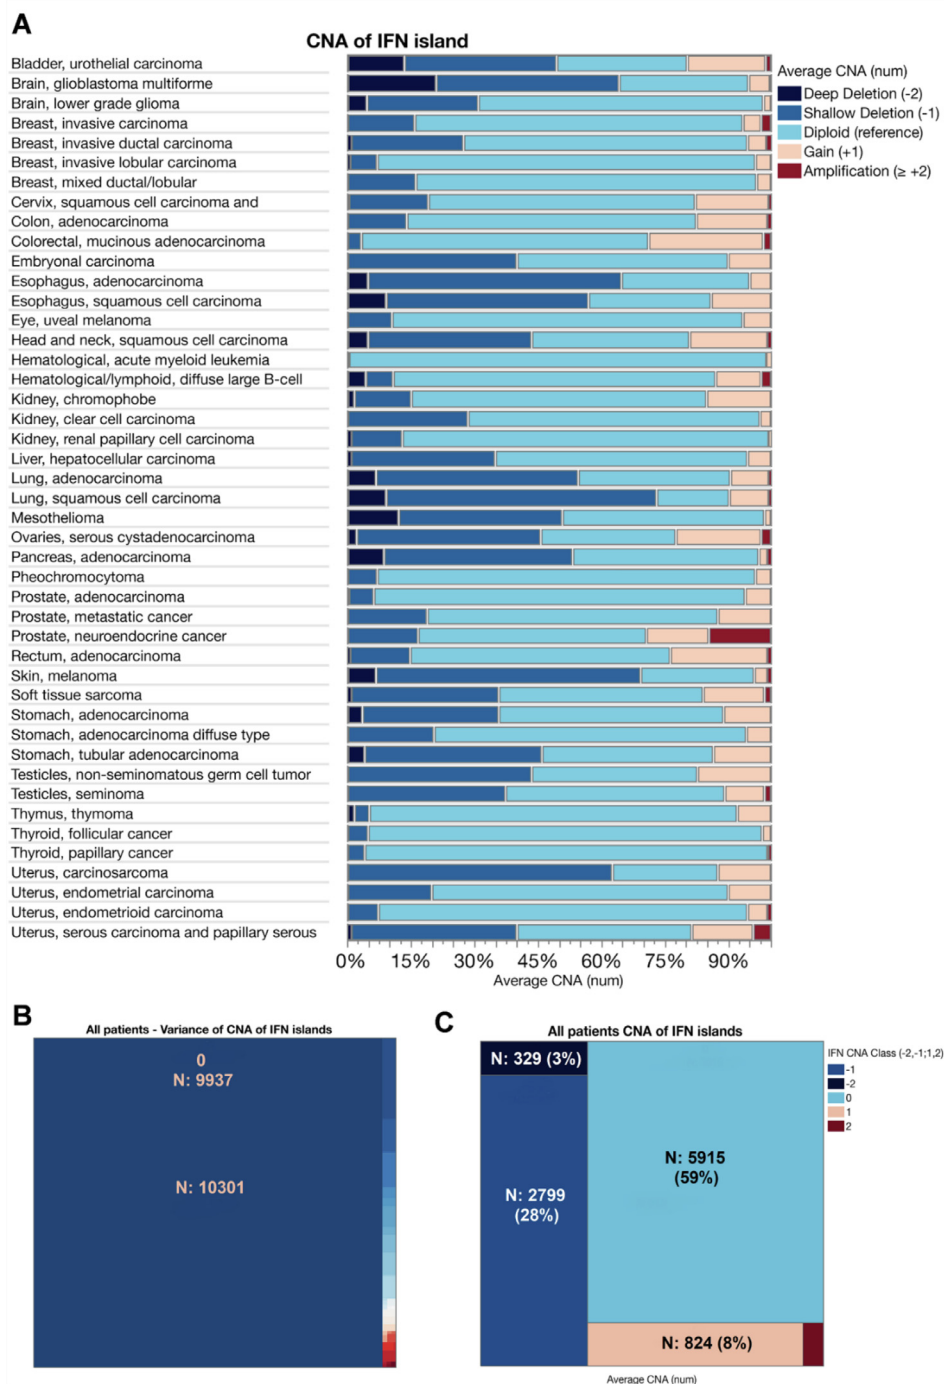 A
CNA of IFN island
Bladder, urothelial carcinoma
Brain, glioblastoma multiforme
Brain, lower grade glioma
Breast, invasive carcinoma
Breast, invasive ductal carcinoma
Breast, invasive lobular carcinoma
Breast, mixed ductal/lobular
Cervix, squamous cell carcinoma and
Colon, adenocarcinoma
Colorectal, mucinous adenocarcinoma
Embryonal carcinoma
Esophagus, adenocarcinoma
Esophagus, squamous cell carcinoma
Eye, uveal melanoma
Head and neck, squamous cell carcinoma
Hematological, acute myeloid leukemia
Hematological/lymphoid, diffuse large B-cell
Kidney, chromophobe
Kidney, clear cell carcinoma
Kidney, renal papillary cell carcinoma
Liver, hepatocellular carcinoma
Lung, adenocarcinoma
Lung, squamous cell carcinoma
Mesothelioma
Ovaries, serous cystadenocarcinoma
Pancreas, adenocarcinoma
Pheochromocytoma
Prostate, adenocarcinoma
Prostate, metastatic cancer
Prostate, neuroendocrine cancer
Rectum, adenocarcinoma
Skin, melanoma
Soft tissue sarcoma
Stomach, adenocarcinoma
Stomach, adenocarcinoma diffuse type
Stomach, tubular adenocarcinoma
Testicles, non-seminomatous germ cell tumor
Testicles, seminoma
Thymus, thymoma
Thyroid, follicular cancer
Thyroid, papillary cancer
Uterus, carcinosarcoma
Uterus, endometrial carcinoma
Uterus, endometrioid carcinoma
Uterus, serous carcinoma and papillary serous
0% 15% 30% 45% 60% 75% 90%
Average CNA (num)
Average CNA (num)
Deep Deletion (-2)
Shallow Deletion (-1)
Diploid (reference)
Gain (+1)
Amplification (≥ +2)
B
All patients - Variance of CNA of IFN islands
0
N: 9937
N: 10301
C
All patients CNA of IFN islands
N: 329 (3%)
N: 2799
(28%)
N: 5915
(59%)
N: 824 (8%)
Average CNA (num)
IFN CNA Class (-2,-1;1,2)
-1
-2
0
1
2